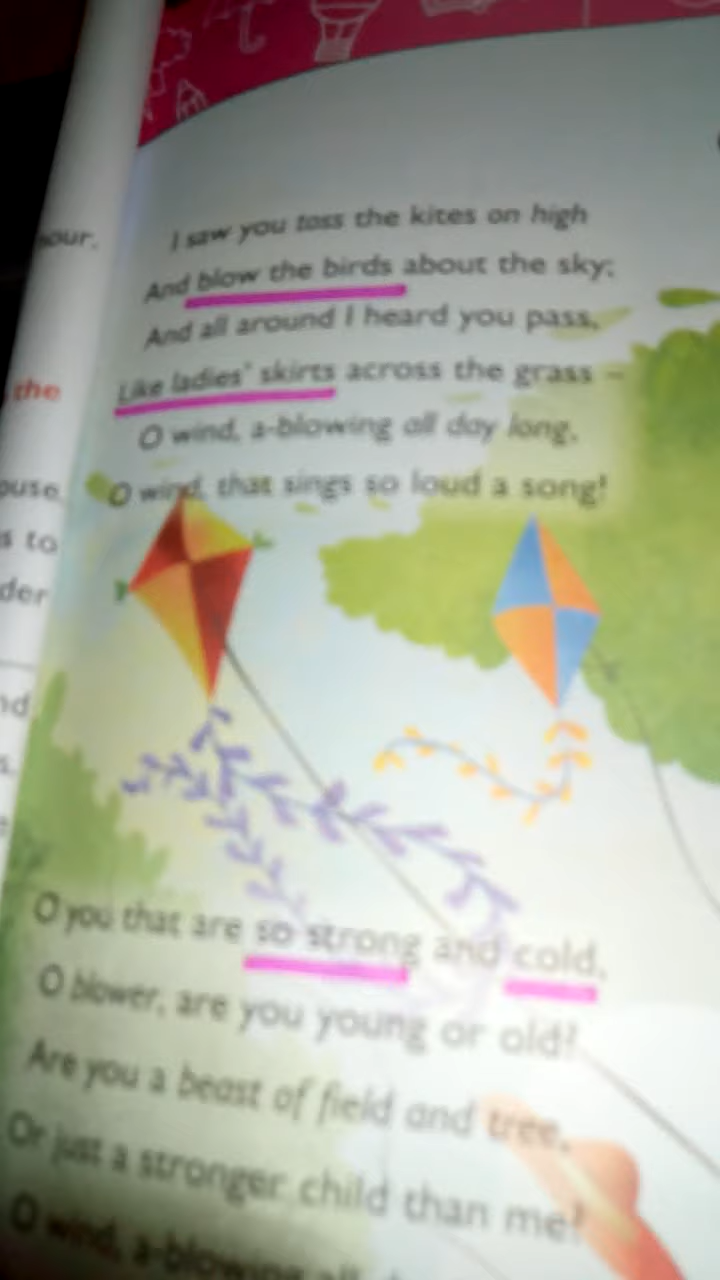 the
to
der
I saw you toss the kites on high
And blow the birds about the sky;
And all around I heard you pass,
Like ladies' skirts across the grass –
O wind, a-blowing all day long,
O wind, that sings so loud a song!
O you that are so strong and cold,
O blower, are you young or old?
Are you a beast of field and tree,
Or just a stronger child than me?
O wind, a-blowing all